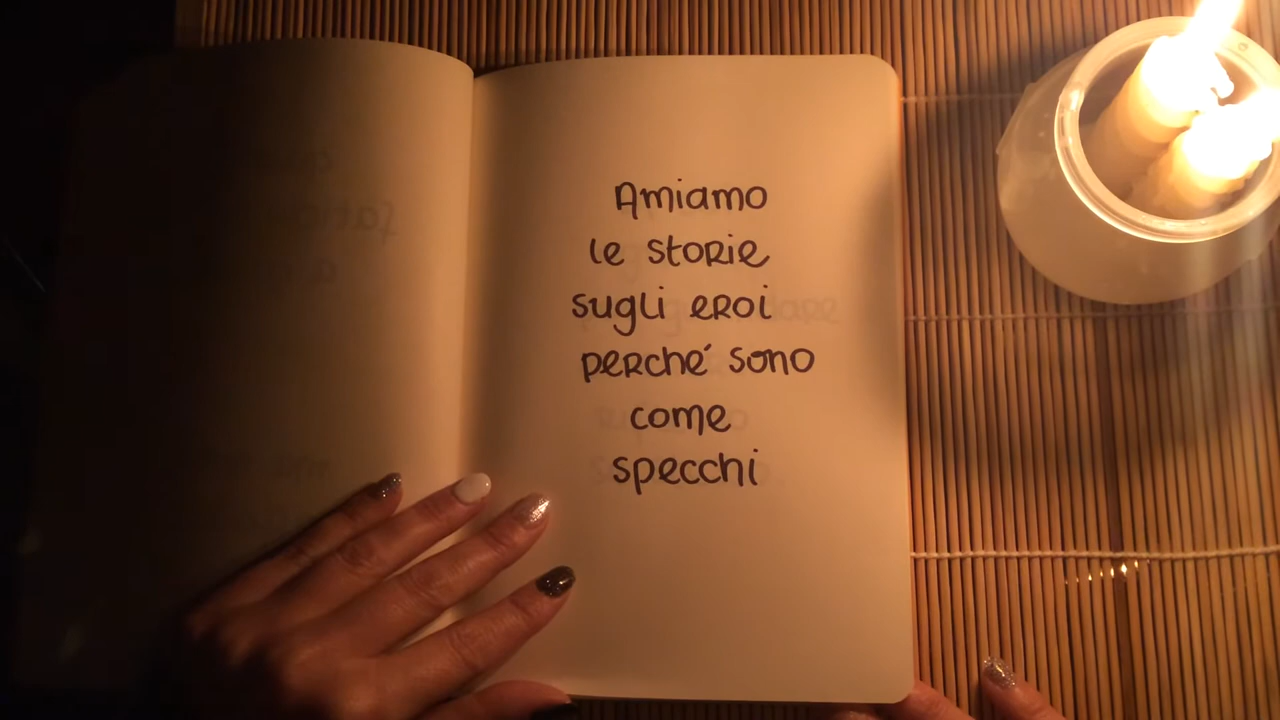 Amiamo
le storie
sugli eroi
perché sono
come
specchi